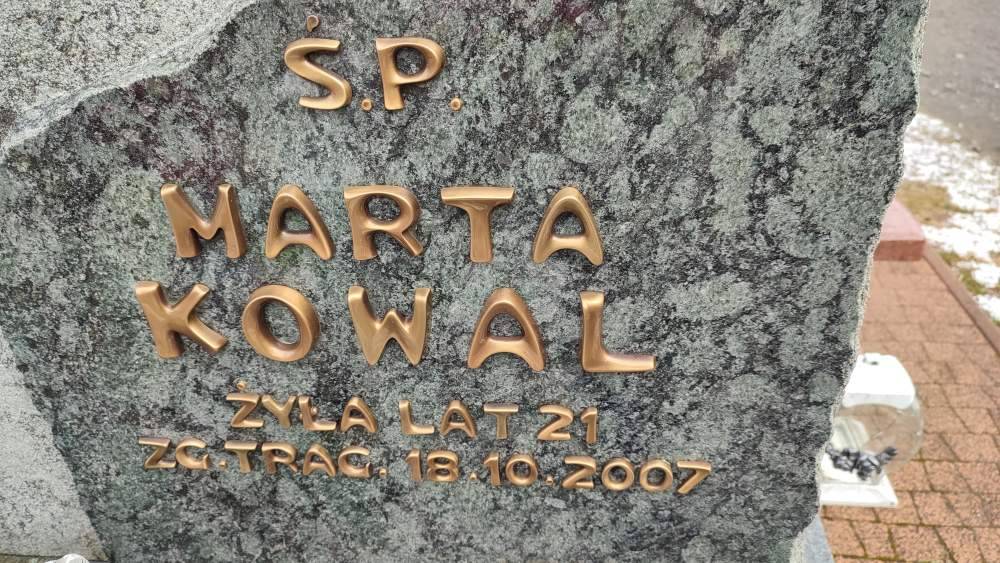 Ś.P.
MARTA
KOWAL
ŻYŁA LAT 21
ZG.TRAG. 18.10.2007